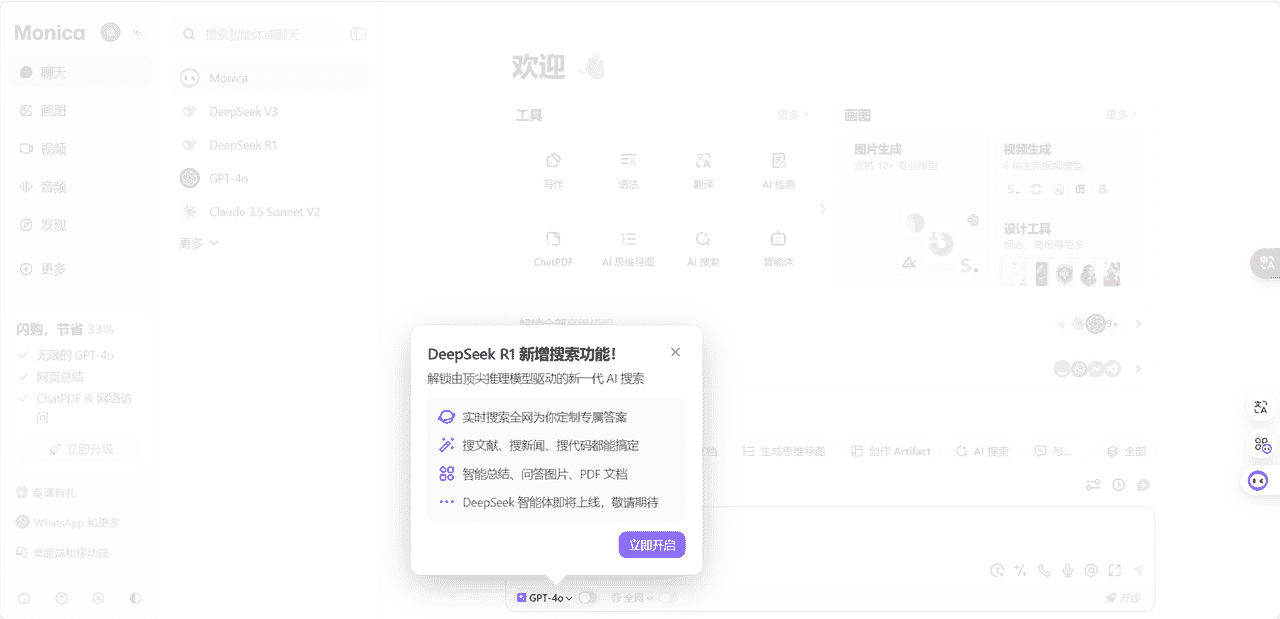 Monica
搜索智能体或聊天
聊天
画图
视频
音频
发现
更多
闪购，节省 33%
无限的 GPT-4o
网页总结
ChatPDF & 网络访
问
立即升级
邀请有礼
WhatsApp 和更多
桌面端和移动端
Monica
DeepSeek V3
DeepSeek R1
GPT-4o
Claude 3.5 Sonnet V2
更多
欢迎
工具
更多
写作
语法
翻译
AI 检测
ChatPDF
AI 思维导图
AI 搜索
智能体
画图
更多
图片生成
支持 10+ 专业模型
视频生成
6 种主流视频模型
设计工具
标志、海报等更多
9+
DeepSeek R1 新增搜索功能！
解锁由顶尖推理模型驱动的新一代 AI 搜索
实时搜索全网为你定制专属答案
搜文献、搜新闻、搜代码都能搞定
智能总结、问答图片、PDF 文档
DeepSeek 智能体即将上线，敬请期待
立即开启
生成思维导图
创作 Artifact
AI 搜索
与...
全部
GPT-4o
全网
升级